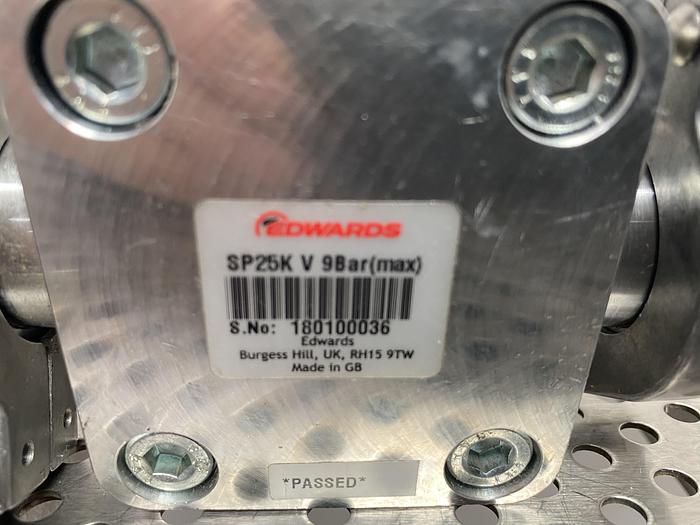 EDWARDS
SP25K V 9Bar(max)
S.No: 180100036
Edwards
Burgess Hill, UK, RH15 9TW
Made in GB
*PASSED*